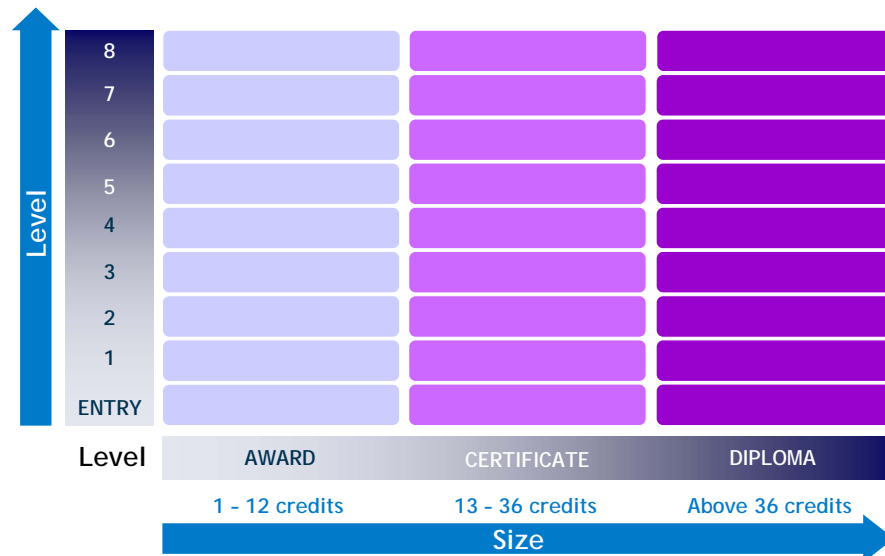 Level
8
7
6
5
4
3
2
1
ENTRY
Level
AWARD CERTIFICATE DIPLOMA
1 - 12 credits 13 - 36 credits Above 36 credits
Size